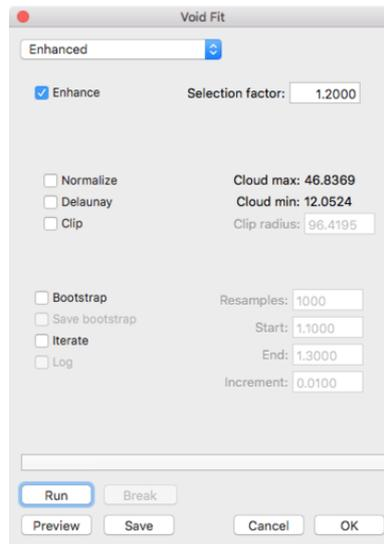 Void Fit
Enhanced
Enhance Selection factor: 1.2000
Normalize Cloud max: 46.8369
Delaunay Cloud min: 12.0524
Clip Clip radius: 96.4195
Bootstrap Resamples: 1000
Save bootstrap Start: 1.1000
Iterate End: 1.3000
Log Increment: 0.0100
Run Break
Preview Save Cancel OK